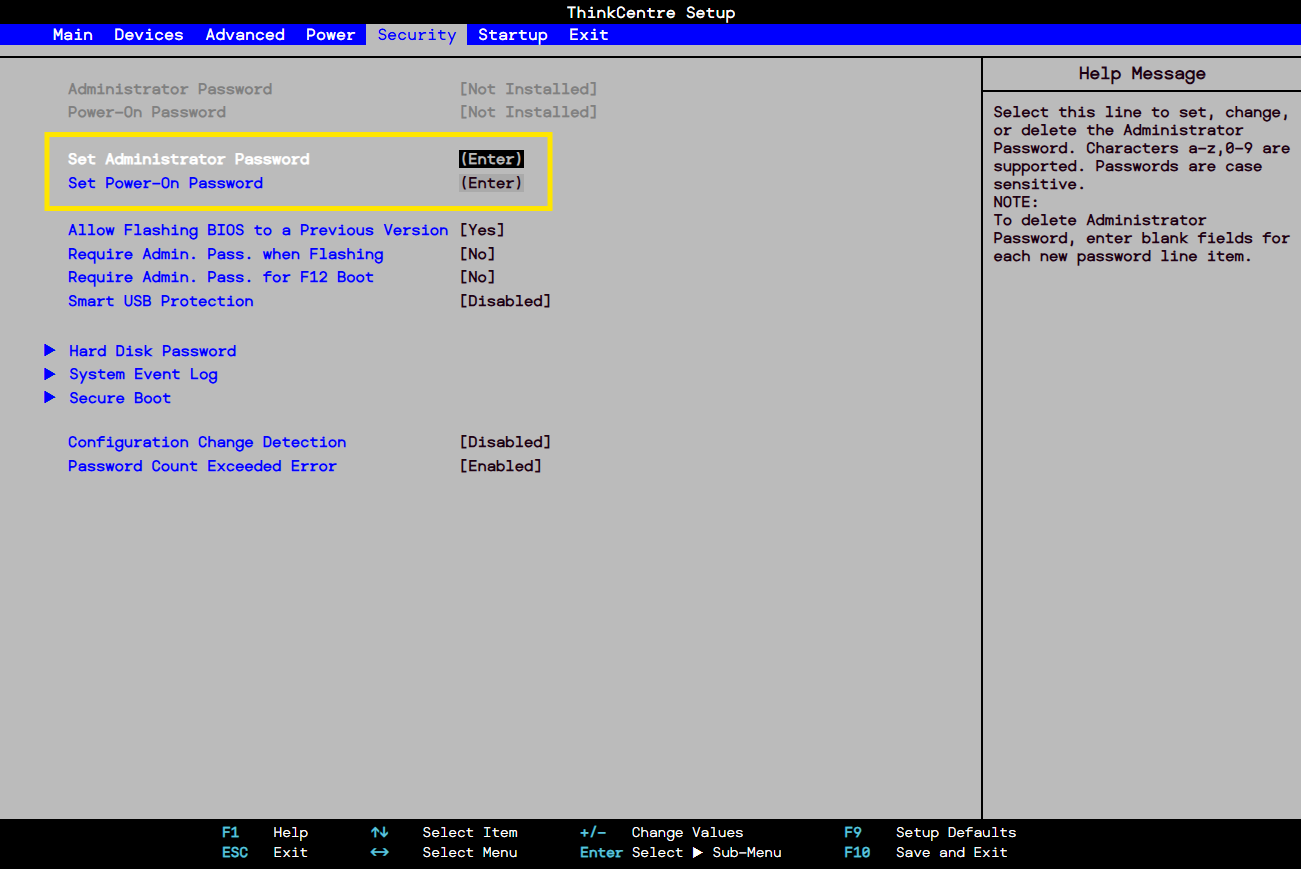 ThinkCentre Setup
Main Devices Advanced Power Security Startup Exit
Administrator Password [Not Installed]
Power-On Password [Not Installed]
Set Administrator Password (Enter)
Set Power-On Password (Enter)
Allow Flashing BIOS to a Previous Version [Yes]
Require Admin. Pass. when Flashing [No]
Require Admin. Pass. for F12 Boot [No]
Smart USB Protection [Disabled]
▶ Hard Disk Password
▶ System Event Log
▶ Secure Boot
Configuration Change Detection [Disabled]
Password Count Exceeded Error [Enabled]
Help Message
Select this line to set, change,
or delete the Administrator
Password. Characters a-z,0-9 are
supported. Passwords are case
sensitive.
NOTE:
To delete Administrator
Password, enter blank fields for
each new password line item.
F1 Help ↑↓ Select Item +/- Change Values F9 Setup Defaults
ESC Exit ↔ Select Menu Enter Select ▶ Sub-Menu F10 Save and Exit